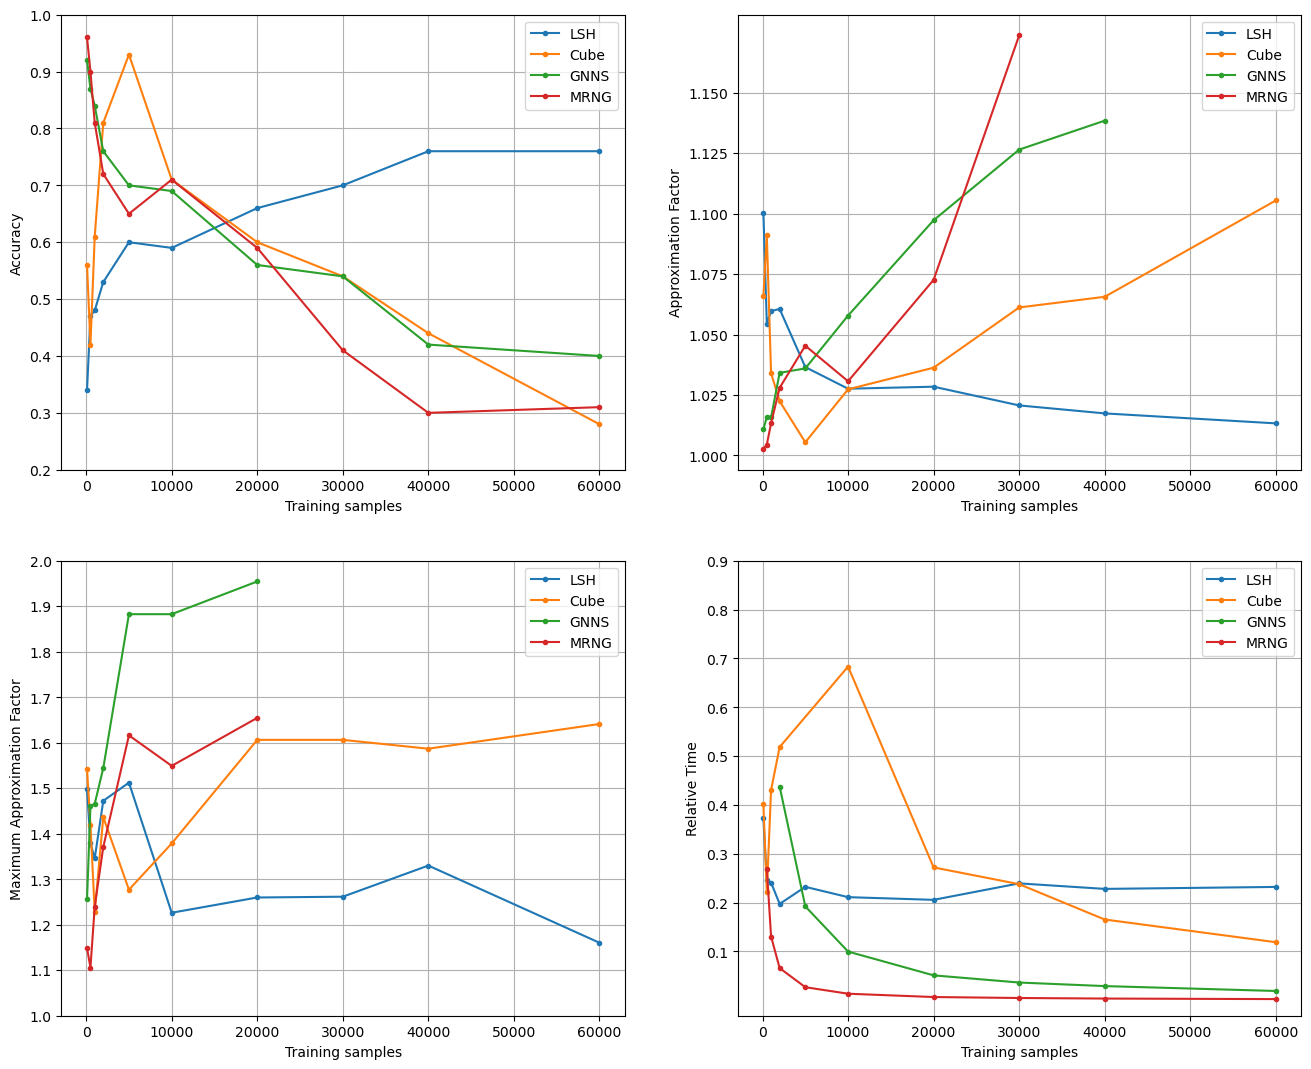 1.0
0.9
0.8
0.7
0.6
0.5
0.4
0.3
0.2
Accuracy
0 10000 20000 30000 40000 50000 60000
Training samples
LSH
Cube
GNNS
MRNG
1.150
1.125
1.100
1.075
1.050
1.025
1.000
Approximation Factor
0 10000 20000 30000 40000 50000 60000
Training samples
LSH
Cube
GNNS
MRNG
2.0
1.9
1.8
1.7
1.6
1.5
1.4
1.3
1.2
1.1
1.0
Maximum Approximation Factor
0 10000 20000 30000 40000 50000 60000
Training samples
LSH
Cube
GNNS
MRNG
0.9
0.8
0.7
0.6
0.5
0.4
0.3
0.2
0.1
Relative Time
0 10000 20000 30000 40000 50000 60000
Training samples
LSH
Cube
GNNS
MRNG